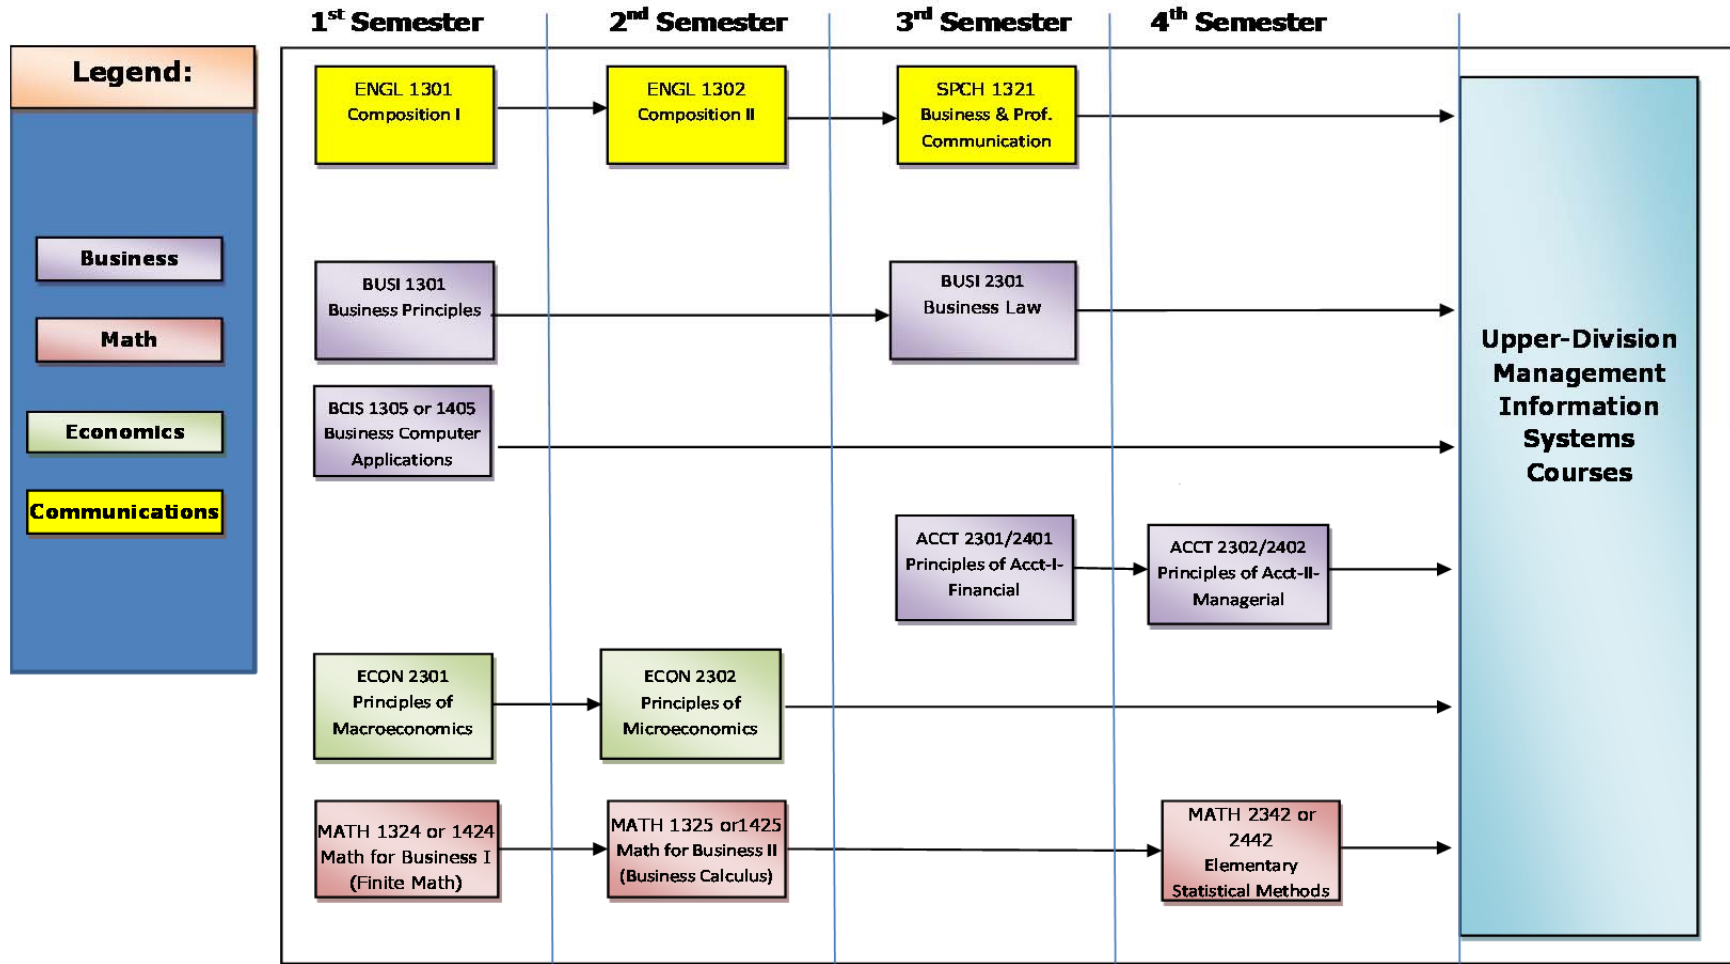 1st Semester
2nd Semester
3rd Semester
4th Semester
Legend:
Business
Math
Economics
Communications
ENGL 1301
Composition I
ENGL 1302
Composition II
SPCH 1321
Business & Prof.
Communication
BUSI 1301
Business Principles
BUSI 2301
Business Law
BCIS 1305 or 1405
Business Computer
Applications
ACCT 2301/2401
Principles of Acct-I-
Financial
ACCT 2302/2402
Principles of Acct-II-
Managerial
ECON 2301
Principles of
Macroeconomics
ECON 2302
Principles of
Microeconomics
MATH 1324 or 1424
Math for Business I
(Finite Math)
MATH 1325 or1425
Math for Business II
(Business Calculus)
MATH 2342 or
2442
Elementary
Statistical Methods
Upper-Division
Management
Information
Systems
Courses